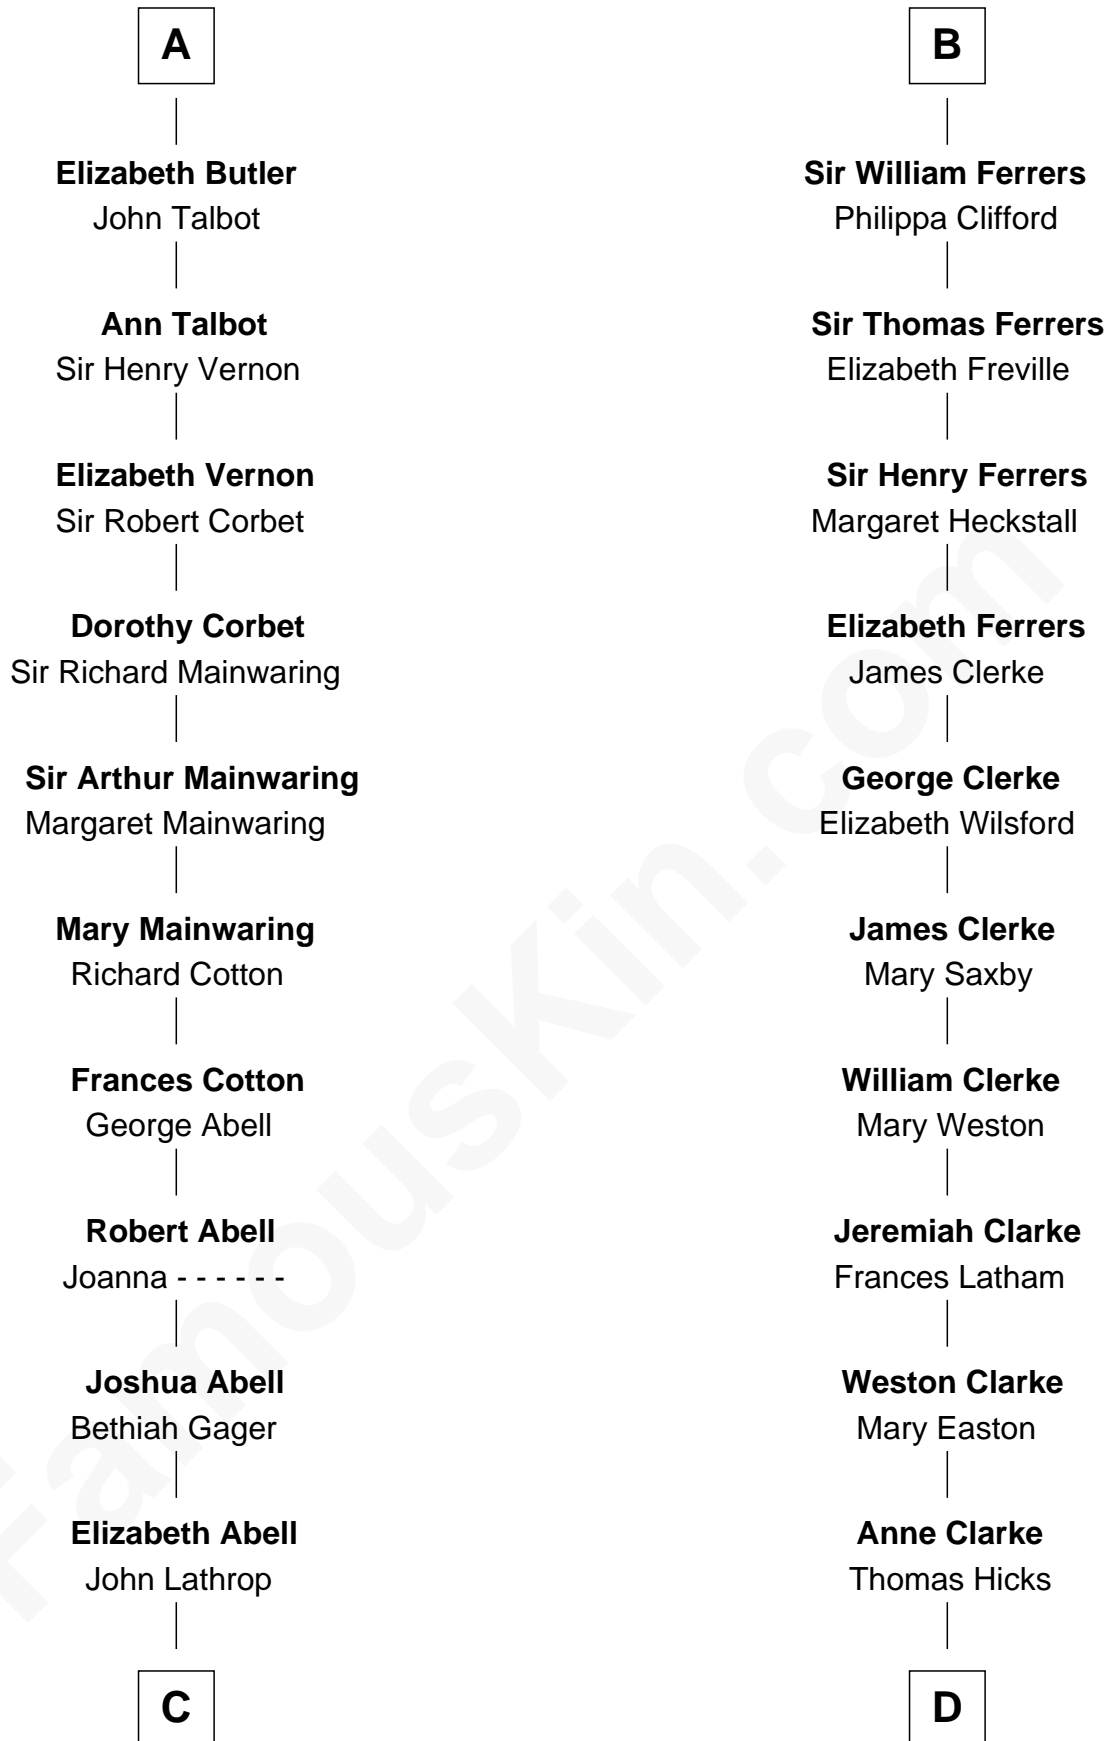 A
Elizabeth Butler
John Talbot
Ann Talbot
Sir Henry Vernon
Elizabeth Vernon
Sir Robert Corbet
Dorothy Corbet
Sir Richard Mainwaring
Sir Arthur Mainwaring
Margaret Mainwaring
Mary Mainwaring
Richard Cotton
Frances Cotton
George Abell
Robert Abell
Joanna - - - - - -
Joshua Abell
Bethiah Gager
Elizabeth Abell
John Lathrop
C
B
Sir William Ferrers
Philippa Clifford
Sir Thomas Ferrers
Elizabeth Freville
Sir Henry Ferrers
Margaret Heckstall
Elizabeth Ferrers
James Clerke
George Clerke
Elizabeth Wilsford
James Clerke
Mary Saxby
William Clerke
Mary Weston
Jeremiah Clarke
Frances Latham
Weston Clarke
Mary Easton
Anne Clarke
Thomas Hicks
D
FamousKin.com